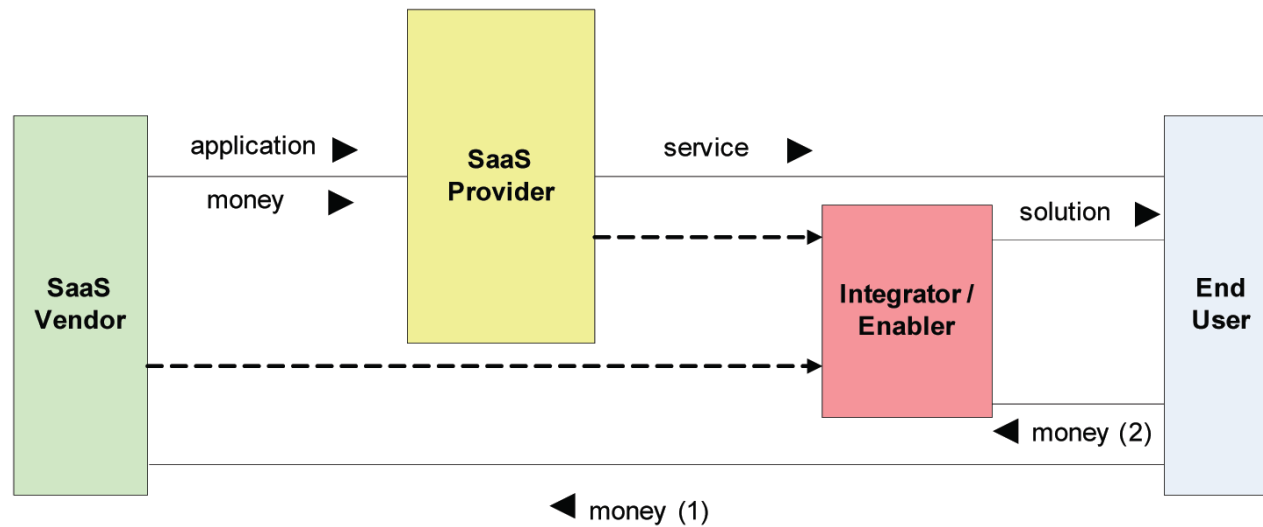 application
money
SaaS
Provider
service
solution
SaaS
Vendor
Integrator /
Enabler
End
User
money (2)
money (1)